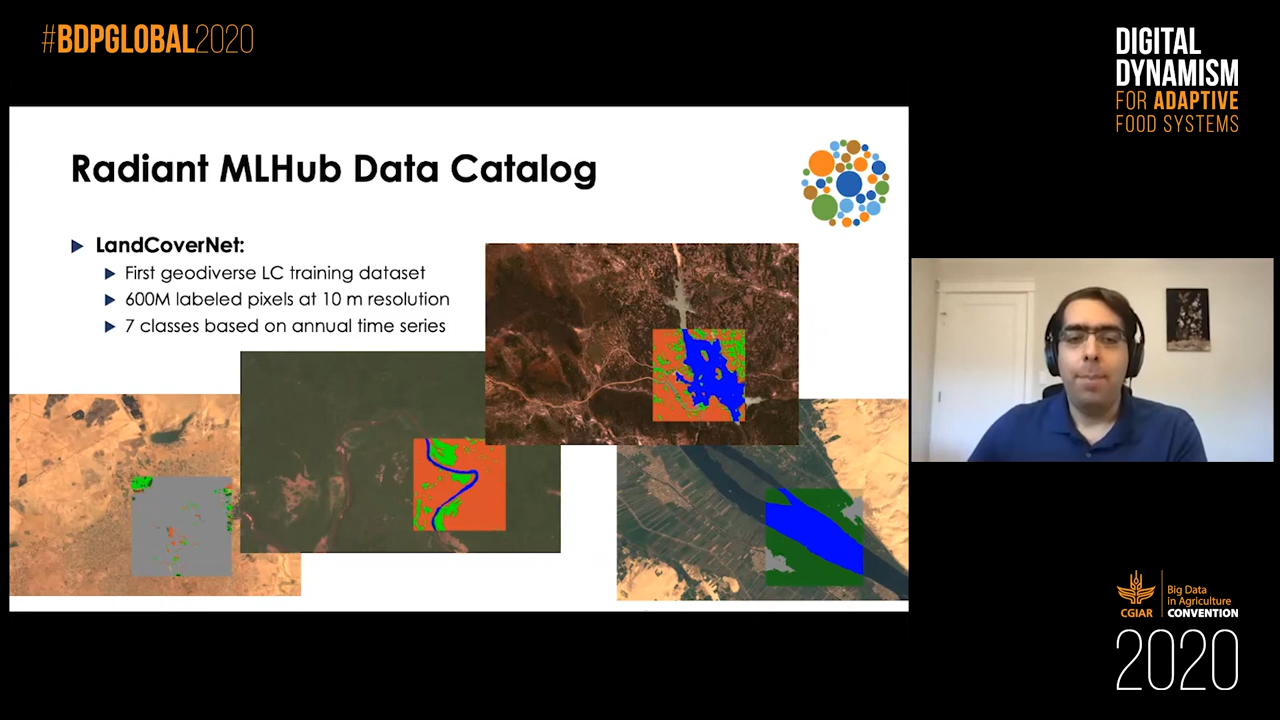 #BDPGLOBAL2020
DIGITAL
DYNAMISM
FOR ADAPTIVE
FOOD SYSTEMS
Radiant MLHub Data Catalog
LandCoverNet:
First geodiverse LC training dataset
600M labeled pixels at 10 m resolution
7 classes based on annual time series
CGIAR
Big Data
in Agriculture
CONVENTION
2020